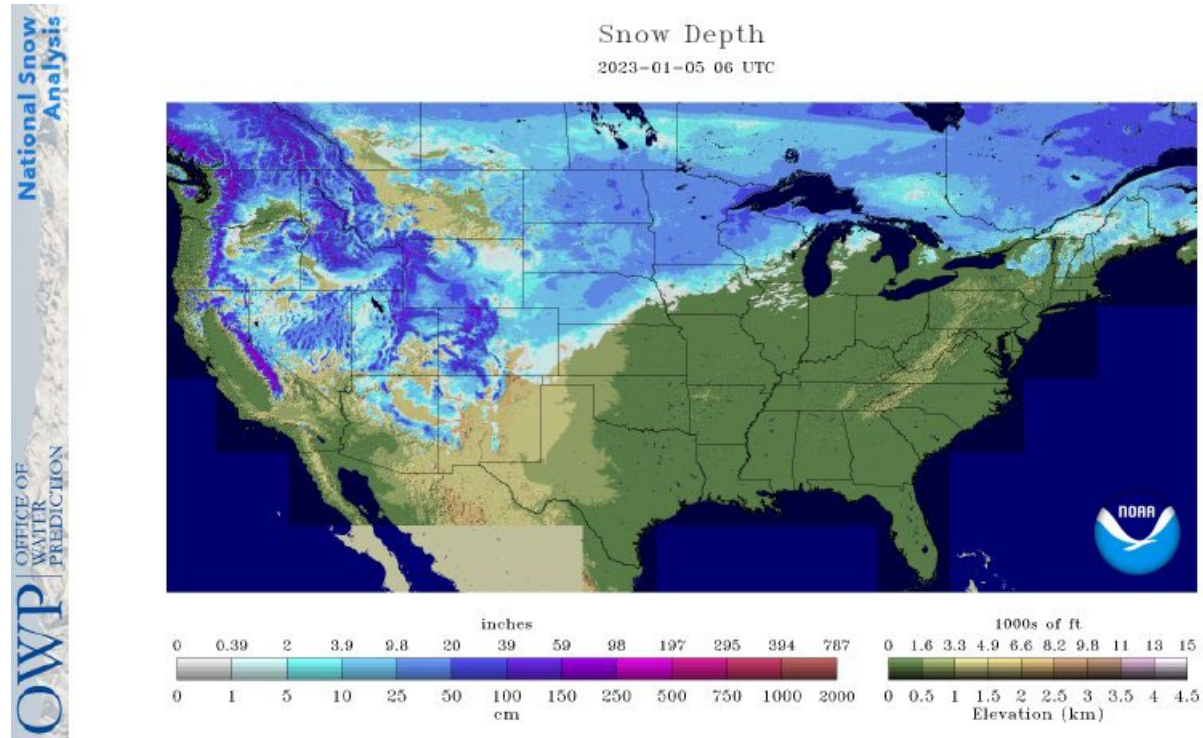 National Snow
Analysis
OWP
OFFICE OF
WATER
PREDICTION
Snow Depth
2023-01-05 06 UTC
NOAA
inches
0 0.39 2 3.9 9.8 20 39 59 98 197 295 394 787
0 1 5 10 25 50 100 150 250 500 750 1000 2000
cm
1000s of ft
0 1.6 3.3 4.9 6.6 8.2 9.8 11 13 15
0 0.5 1 1.5 2 2.5 3 3.5 4 4.5
Elevation (km)